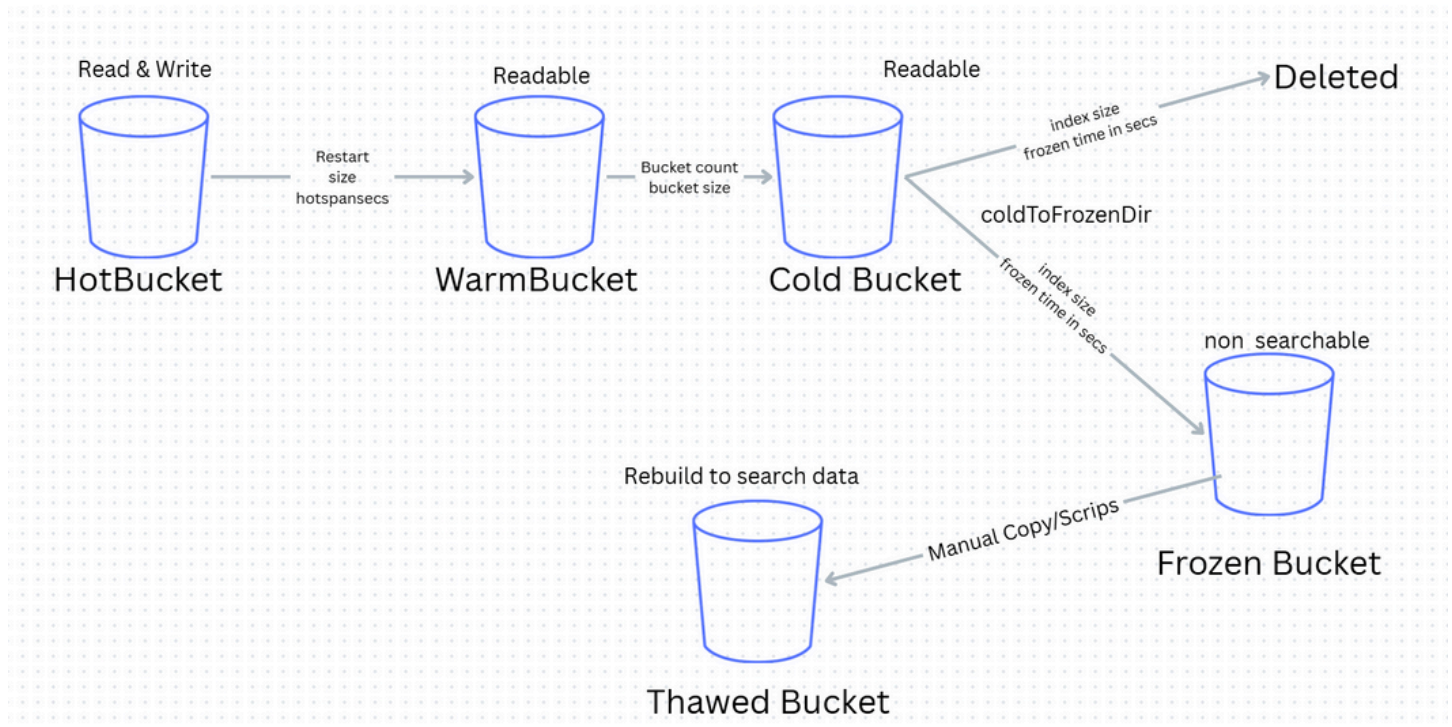 Read & Write
HotBucket
Restart
size
hotspansecs
Readable
WarmBucket
Bucket count
bucket size
Readable
Cold Bucket
index size
frozen time in secs
Deleted
coldToFrozenDir
index size
frozen time in secs
non searchable
Frozen Bucket
Manual Copy/Scrips
Rebuild to search data
Thawed Bucket